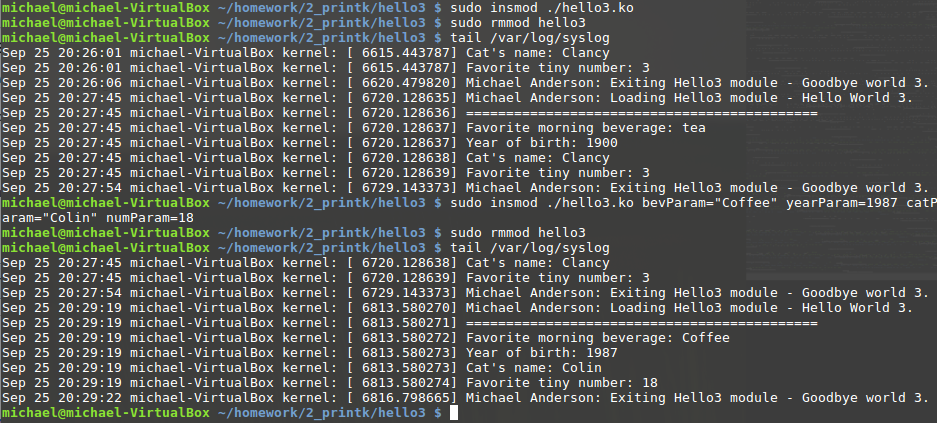 michael@michael-VirtualBox ~/homework/2_printk/hello3 $ sudo insmod ./hello3.ko
michael@michael-VirtualBox ~/homework/2_printk/hello3 $ sudo rmmod hello3
michael@michael-VirtualBox ~/homework/2_printk/hello3 $ tail /var/log/syslog
Sep 25 20:26:01 michael-VirtualBox kernel: [ 6615.443787] Cat's name: Clancy
Sep 25 20:26:01 michael-VirtualBox kernel: [ 6615.443787] Favorite tiny number: 3
Sep 25 20:26:06 michael-VirtualBox kernel: [ 6620.479820] Michael Anderson: Exiting Hello3 module - Goodbye world 3.
Sep 25 20:27:45 michael-VirtualBox kernel: [ 6720.128635] Michael Anderson: Loading Hello3 module - Hello World 3.
Sep 25 20:27:45 michael-VirtualBox kernel: [ 6720.128636] ============================================
Sep 25 20:27:45 michael-VirtualBox kernel: [ 6720.128637] Favorite morning beverage: tea
Sep 25 20:27:45 michael-VirtualBox kernel: [ 6720.128637] Year of birth: 1900
Sep 25 20:27:45 michael-VirtualBox kernel: [ 6720.128638] Cat's name: Clancy
Sep 25 20:27:45 michael-VirtualBox kernel: [ 6720.128639] Favorite tiny number: 3
Sep 25 20:27:54 michael-VirtualBox kernel: [ 6729.143373] Michael Anderson: Exiting Hello3 module - Goodbye world 3.
michael@michael-VirtualBox ~/homework/2_printk/hello3 $ sudo insmod ./hello3.ko bevParam="Coffee" yearParam=1987 catP
aram="Colin" numParam=18
michael@michael-VirtualBox ~/homework/2_printk/hello3 $ sudo rmmod hello3
michael@michael-VirtualBox ~/homework/2_printk/hello3 $ tail /var/log/syslog
Sep 25 20:27:45 michael-VirtualBox kernel: [ 6720.128638] Cat's name: Clancy
Sep 25 20:27:45 michael-VirtualBox kernel: [ 6720.128639] Favorite tiny number: 3
Sep 25 20:27:54 michael-VirtualBox kernel: [ 6729.143373] Michael Anderson: Exiting Hello3 module - Goodbye world 3.
Sep 25 20:29:19 michael-VirtualBox kernel: [ 6813.580270] Michael Anderson: Loading Hello3 module - Hello World 3.
Sep 25 20:29:19 michael-VirtualBox kernel: [ 6813.580271] ============================================
Sep 25 20:29:19 michael-VirtualBox kernel: [ 6813.580272] Favorite morning beverage: Coffee
Sep 25 20:29:19 michael-VirtualBox kernel: [ 6813.580273] Year of birth: 1987
Sep 25 20:29:19 michael-VirtualBox kernel: [ 6813.580273] Cat's name: Colin
Sep 25 20:29:19 michael-VirtualBox kernel: [ 6813.580274] Favorite tiny number: 18
Sep 25 20:29:22 michael-VirtualBox kernel: [ 6816.798665] Michael Anderson: Exiting Hello3 module - Goodbye world 3.
michael@michael-VirtualBox ~/homework/2_printk/hello3 $